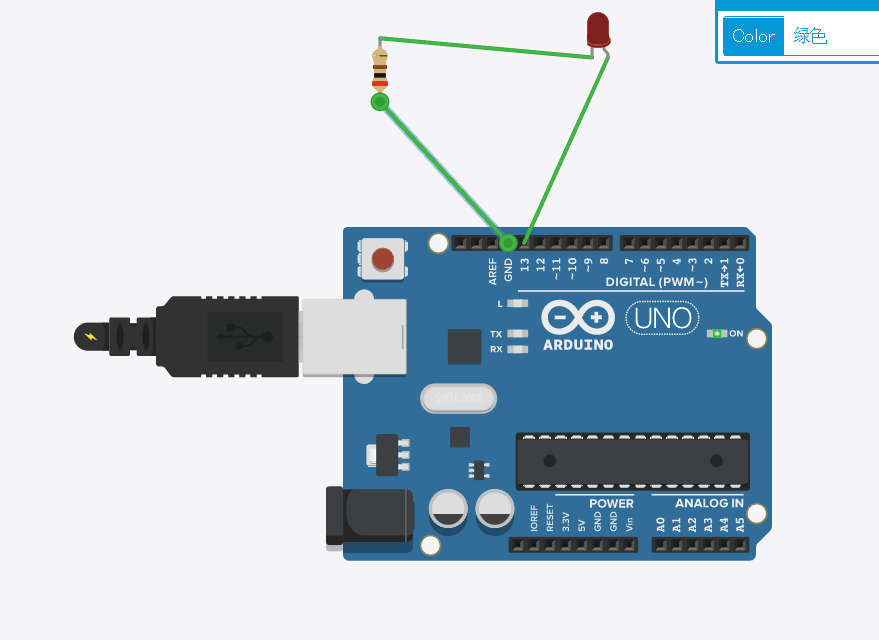 Color 绿色
AREF
GND
13
12
~11
~10
~9
8
7
~6
~5
4
~3
2
TX→1
RX←0
DIGITAL (PWM~)
L
TX
RX
UNO
ARDUINO
ON
POWER
ANALOG IN
IOREF
RESET
3.3V
5V
GND
GND
Vin
A0
A1
A2
A3
A4
A5